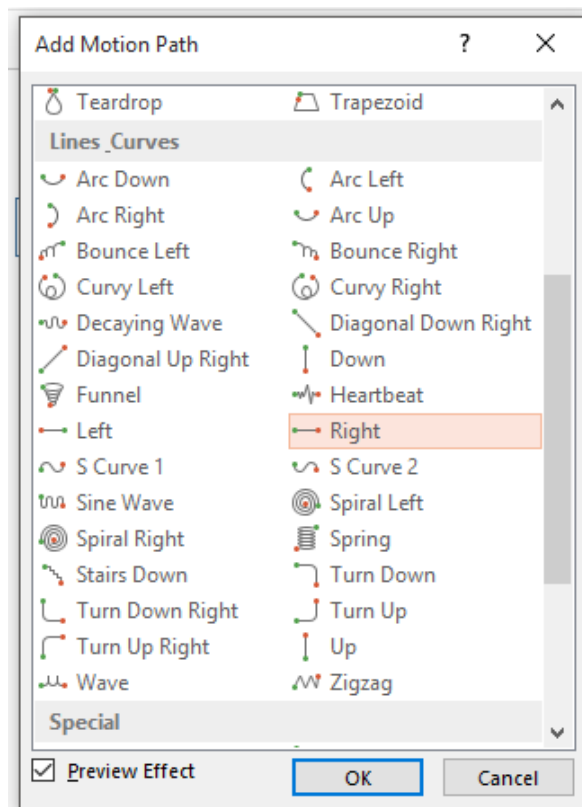 Add Motion Path ?
Teardrop Trapezoid
Lines_Curves
Arc Down Arc Left
Arc Right Arc Up
Bounce Left Bounce Right
Curvy Left Curvy Right
Decaying Wave Diagonal Down Right
Diagonal Up Right Down
Funnel Heartbeat
Left Right
S Curve 1 S Curve 2
Sine Wave Spiral Left
Spiral Right Spring
Stairs Down Turn Down
Turn Down Right Turn Up
Turn Up Right Up
Wave Zigzag
Special
Preview Effect OK Cancel